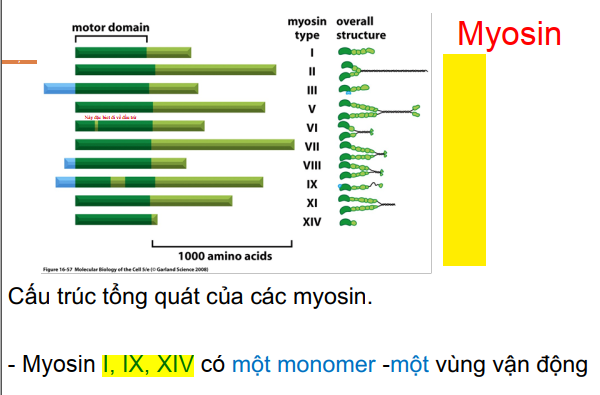 motor domain
myosin type
overall structure
Myosin
I
II
III
V
Này đặc biệt đi về đầu trừ
VI
VII
VIII
IX
XI
XIV
1000 amino acids
Figure 16-57 Molecular Biology of the Cell 5/e (© Garland Science 2008)
Cấu trúc tổng quát của các myosin.
- Myosin I, IX, XIV có một monomer -một vùng vận động